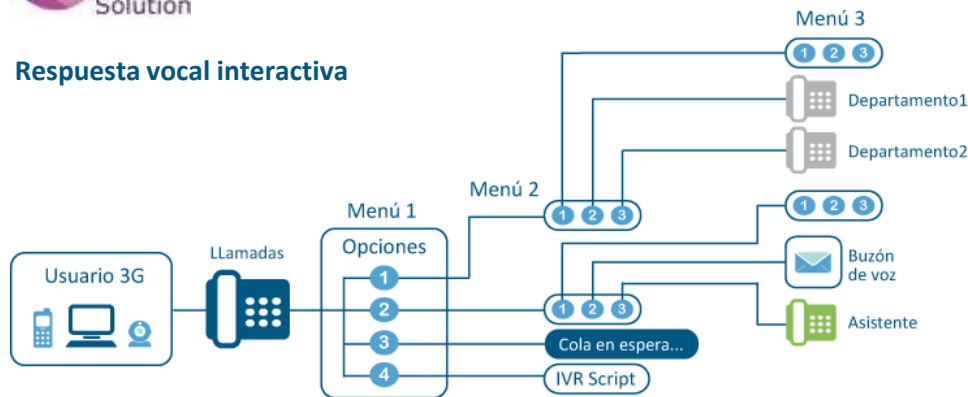 Solution
Respuesta vocal interactiva
Menú 3
1 2 3
Departamento1
Departamento2
Menú 2
1 2 3
Menú 1
Opciones
LLamadas
Usuario 3G
1
2
3
4
1 2 3
1 2 3
Buzón
de voz
Asistente
Cola en espera...
IVR Script